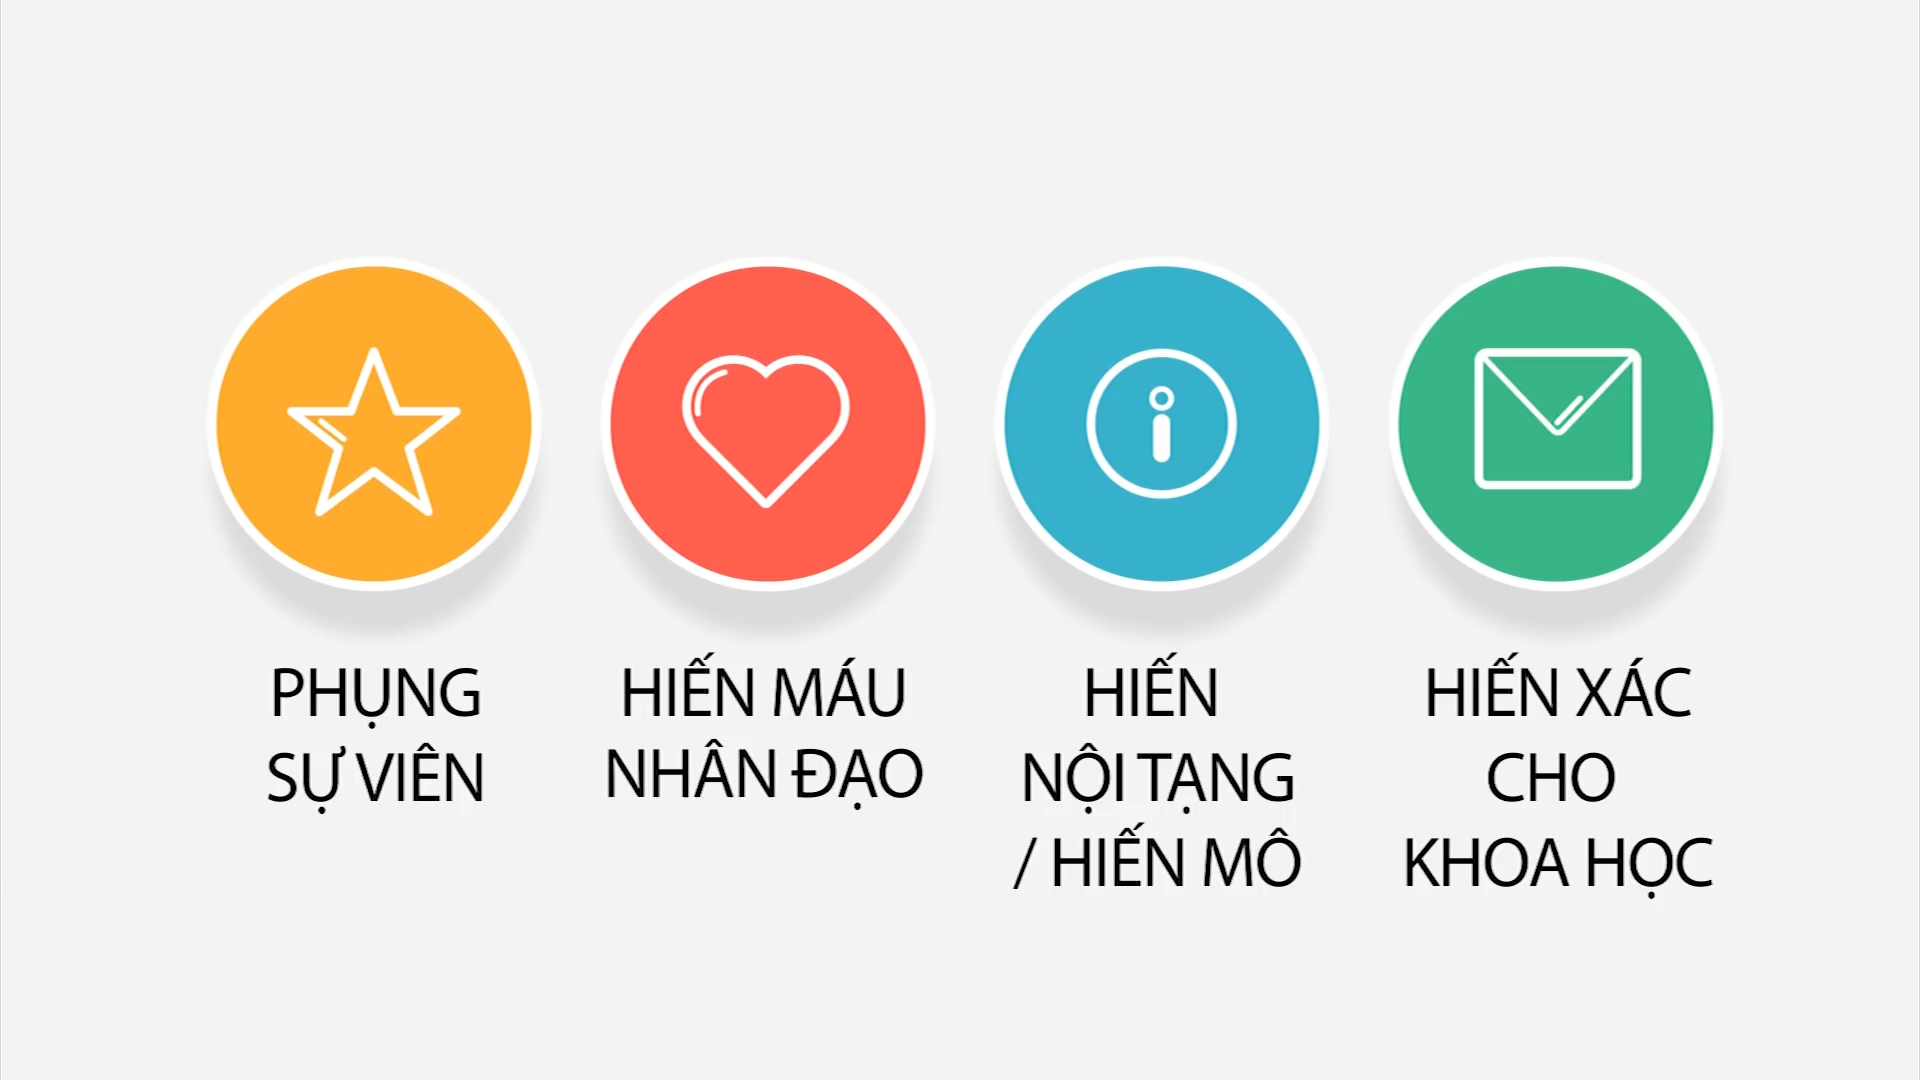 PHỤNG
SỰ VIÊN
HIẾN MÁU
NHÂN ĐẠO
HIẾN
NỘI TẠNG
/ HIẾN MÔ
HIẾN XÁC
CHO
KHOA HỌC